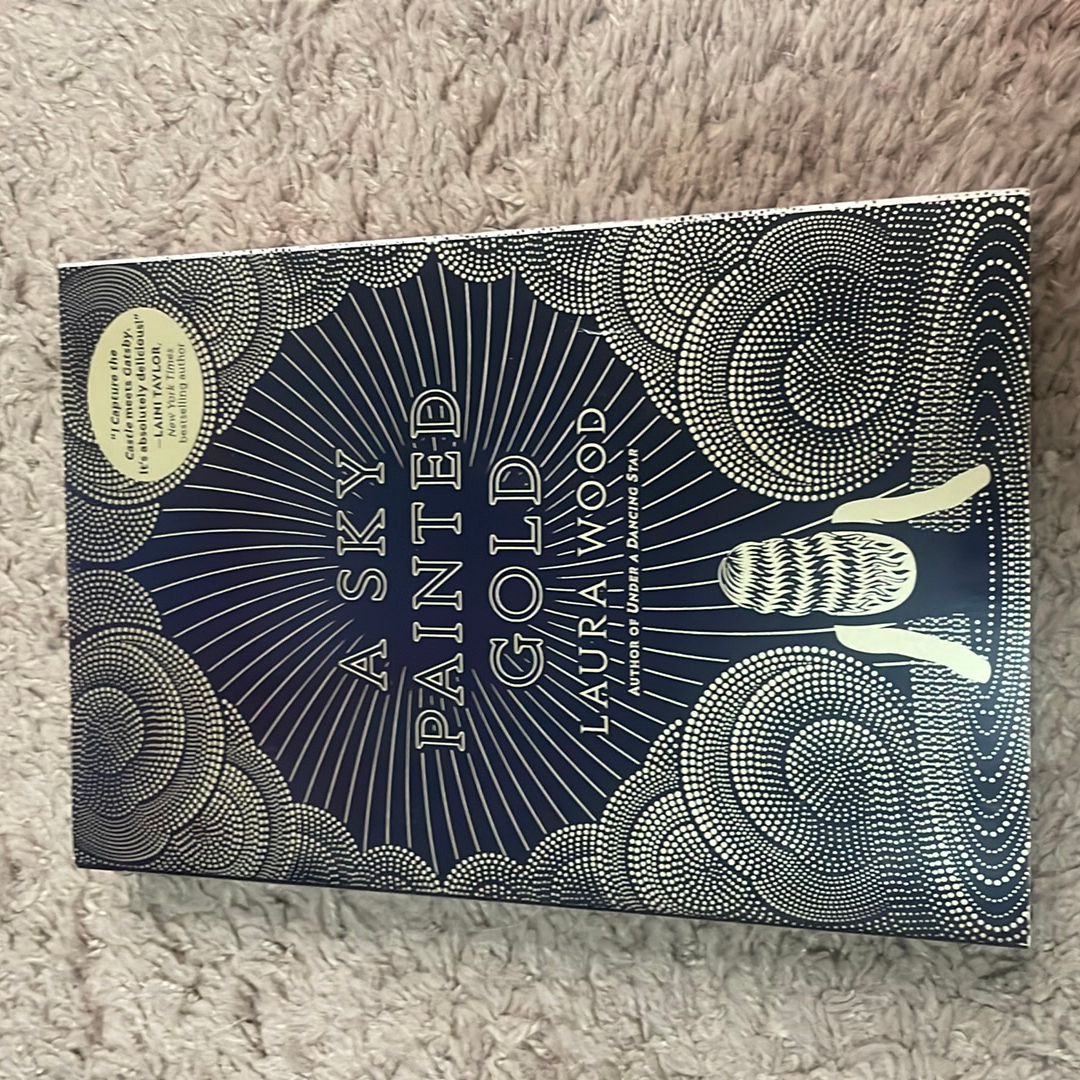 "I Capture the
Castle meets Gatsby.
It's absolutely delicious!"
—LAINI TAYLOR,
New York Times
bestselling author
A SKY
PAINTED
GOLD
LAURA WOOD
AUTHOR OF UNDER A DANCING STAR